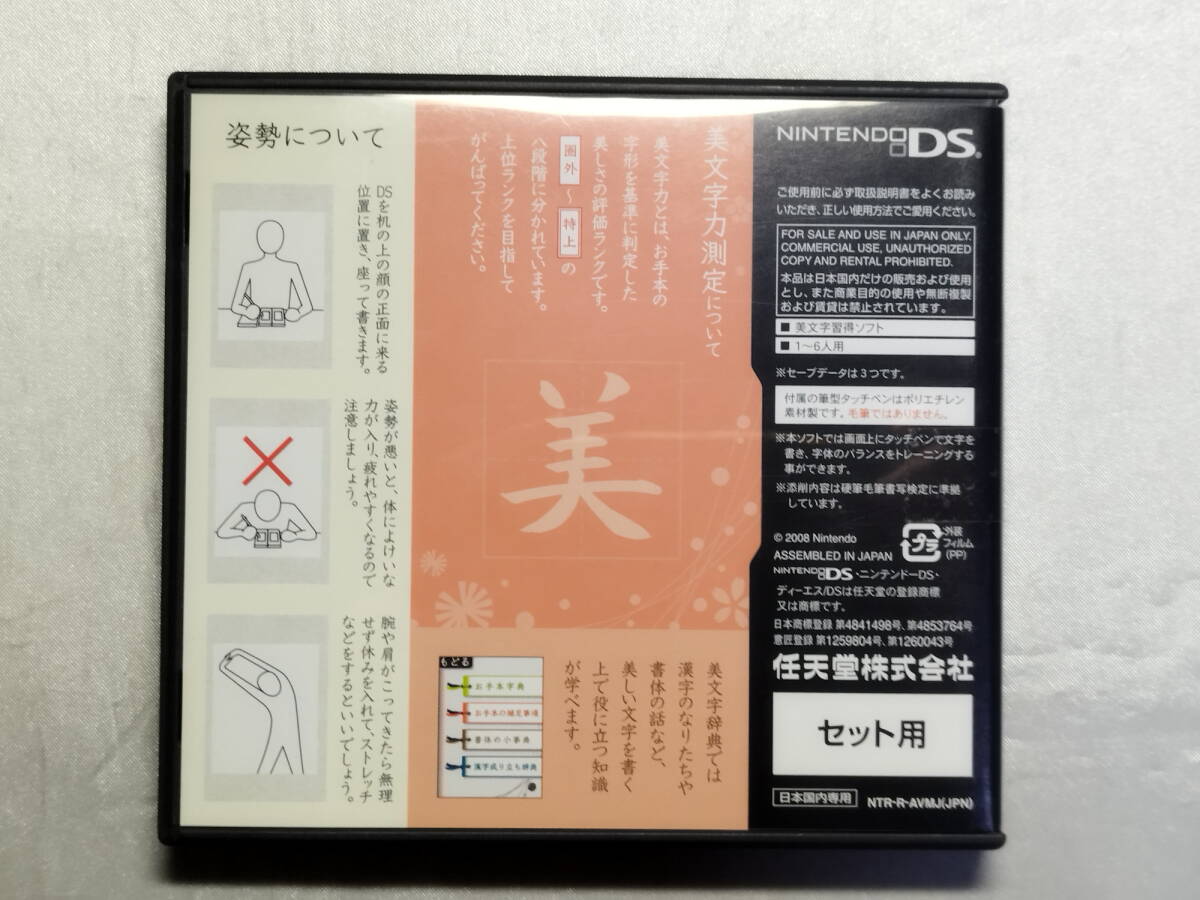 姿勢について
DSを机の上の顔の正面に来る
位置に置き、座って書きます。
姿勢が悪いと、体によけいな
力が入り、疲れやすくなるので
注意しましょう。
腕や肩がこってきたら無理
せず休みを入れて、ストレッチ
などをするといいでしょう。
美文字力測定について
美文字力とは、お手本の
字形を基準に判定した
美しさの評価ランクです。
圏外 〜 特上 の
八段階に分かれています。
上位ランクを目指して
がんばってください。
美
美文字辞典では
漢字のなりたちや
書体の話など、
美しい文字を書く
上で役に立つ知識
が学べます。
もどる
お手本字典
お手本の補足事項
書体の小事典
漢字成り立ち辞典
NINTENDO DS®
ご使用前に必ず取扱説明書をよくお読み
いただき、正しい使用方法でご愛用ください。
FOR SALE AND USE IN JAPAN ONLY.
COMMERCIAL USE, UNAUTHORIZED
COPY AND RENTAL PROHIBITED.
本品は日本国内だけの販売および使用
とし、また商業目的の使用や無断複製
および賃貸は禁止されています。
■ 美文字習得ソフト
■ 1〜6人用
※セーブデータは3つです。
付属の筆型タッチペンはポリエチレン
素材製です。毛筆ではありません。
※本ソフトでは画面上にタッチペンで文字を
書き、字体のバランスをトレーニングする
事ができます。
※添削内容は硬筆毛筆書写検定に準拠
しています。
© 2008 Nintendo
ASSEMBLED IN JAPAN
プラ
外装
フィルム
(PP)
NINTENDO DS・ニンテンドーDS・
ディーエス/DSは任天堂の登録商標
又は商標です。
日本商標登録 第4841498号、第4853764号
意匠登録 第1259804号、第1260043号
任天堂株式会社
セット用
日本国内専用
NTR-R-AVMJ(JPN)